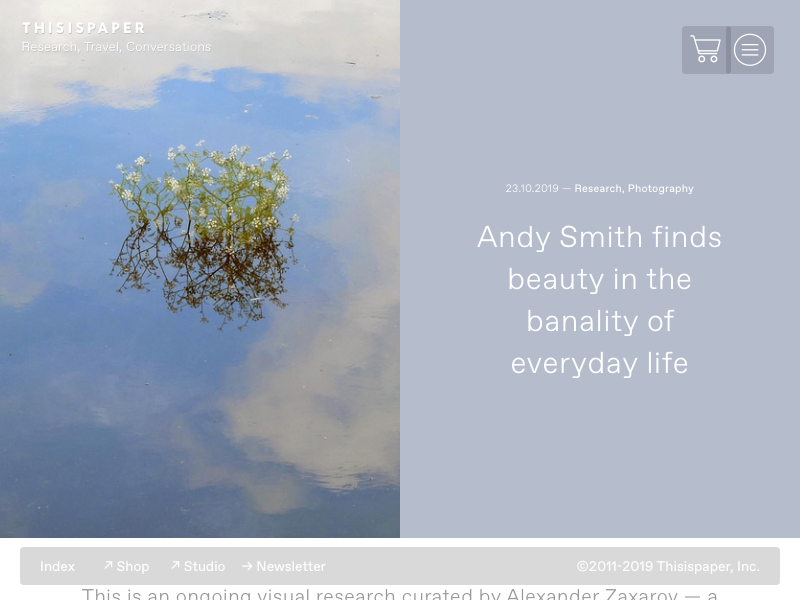 THISISPAPER
Research, Travel, Conversations
23.10.2019 — Research, Photography
Andy Smith finds
beauty in the
banality of
everyday life
Index ↗ Shop ↗ Studio → Newsletter ©2011-2019 Thisispaper, Inc.
This is an ongoing visual research curated by Alexander Zaxarov — a